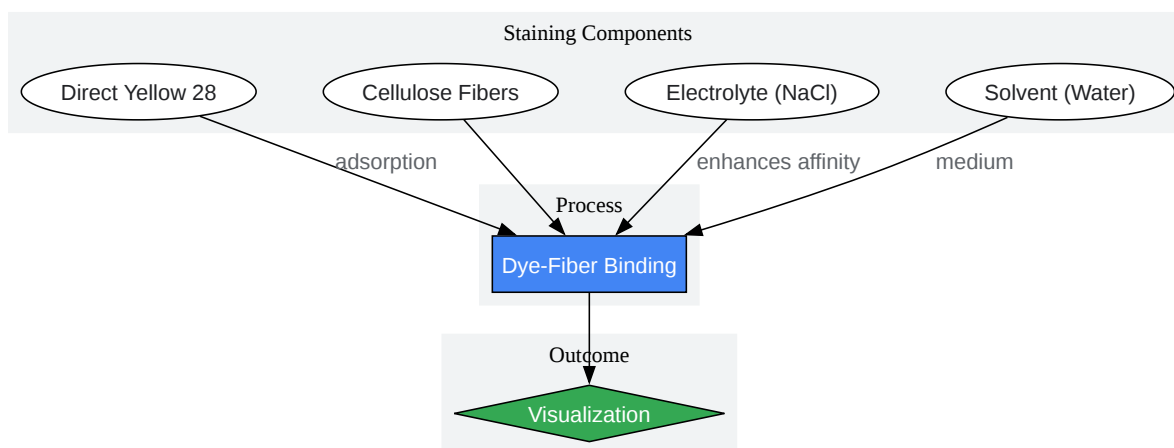 Staining Components
Direct Yellow 28
Cellulose Fibers
Electrolyte (NaCl)
Solvent (Water)
adsorption
enhances affinity
medium
Process
Dye-Fiber Binding
Outcome
Visualization